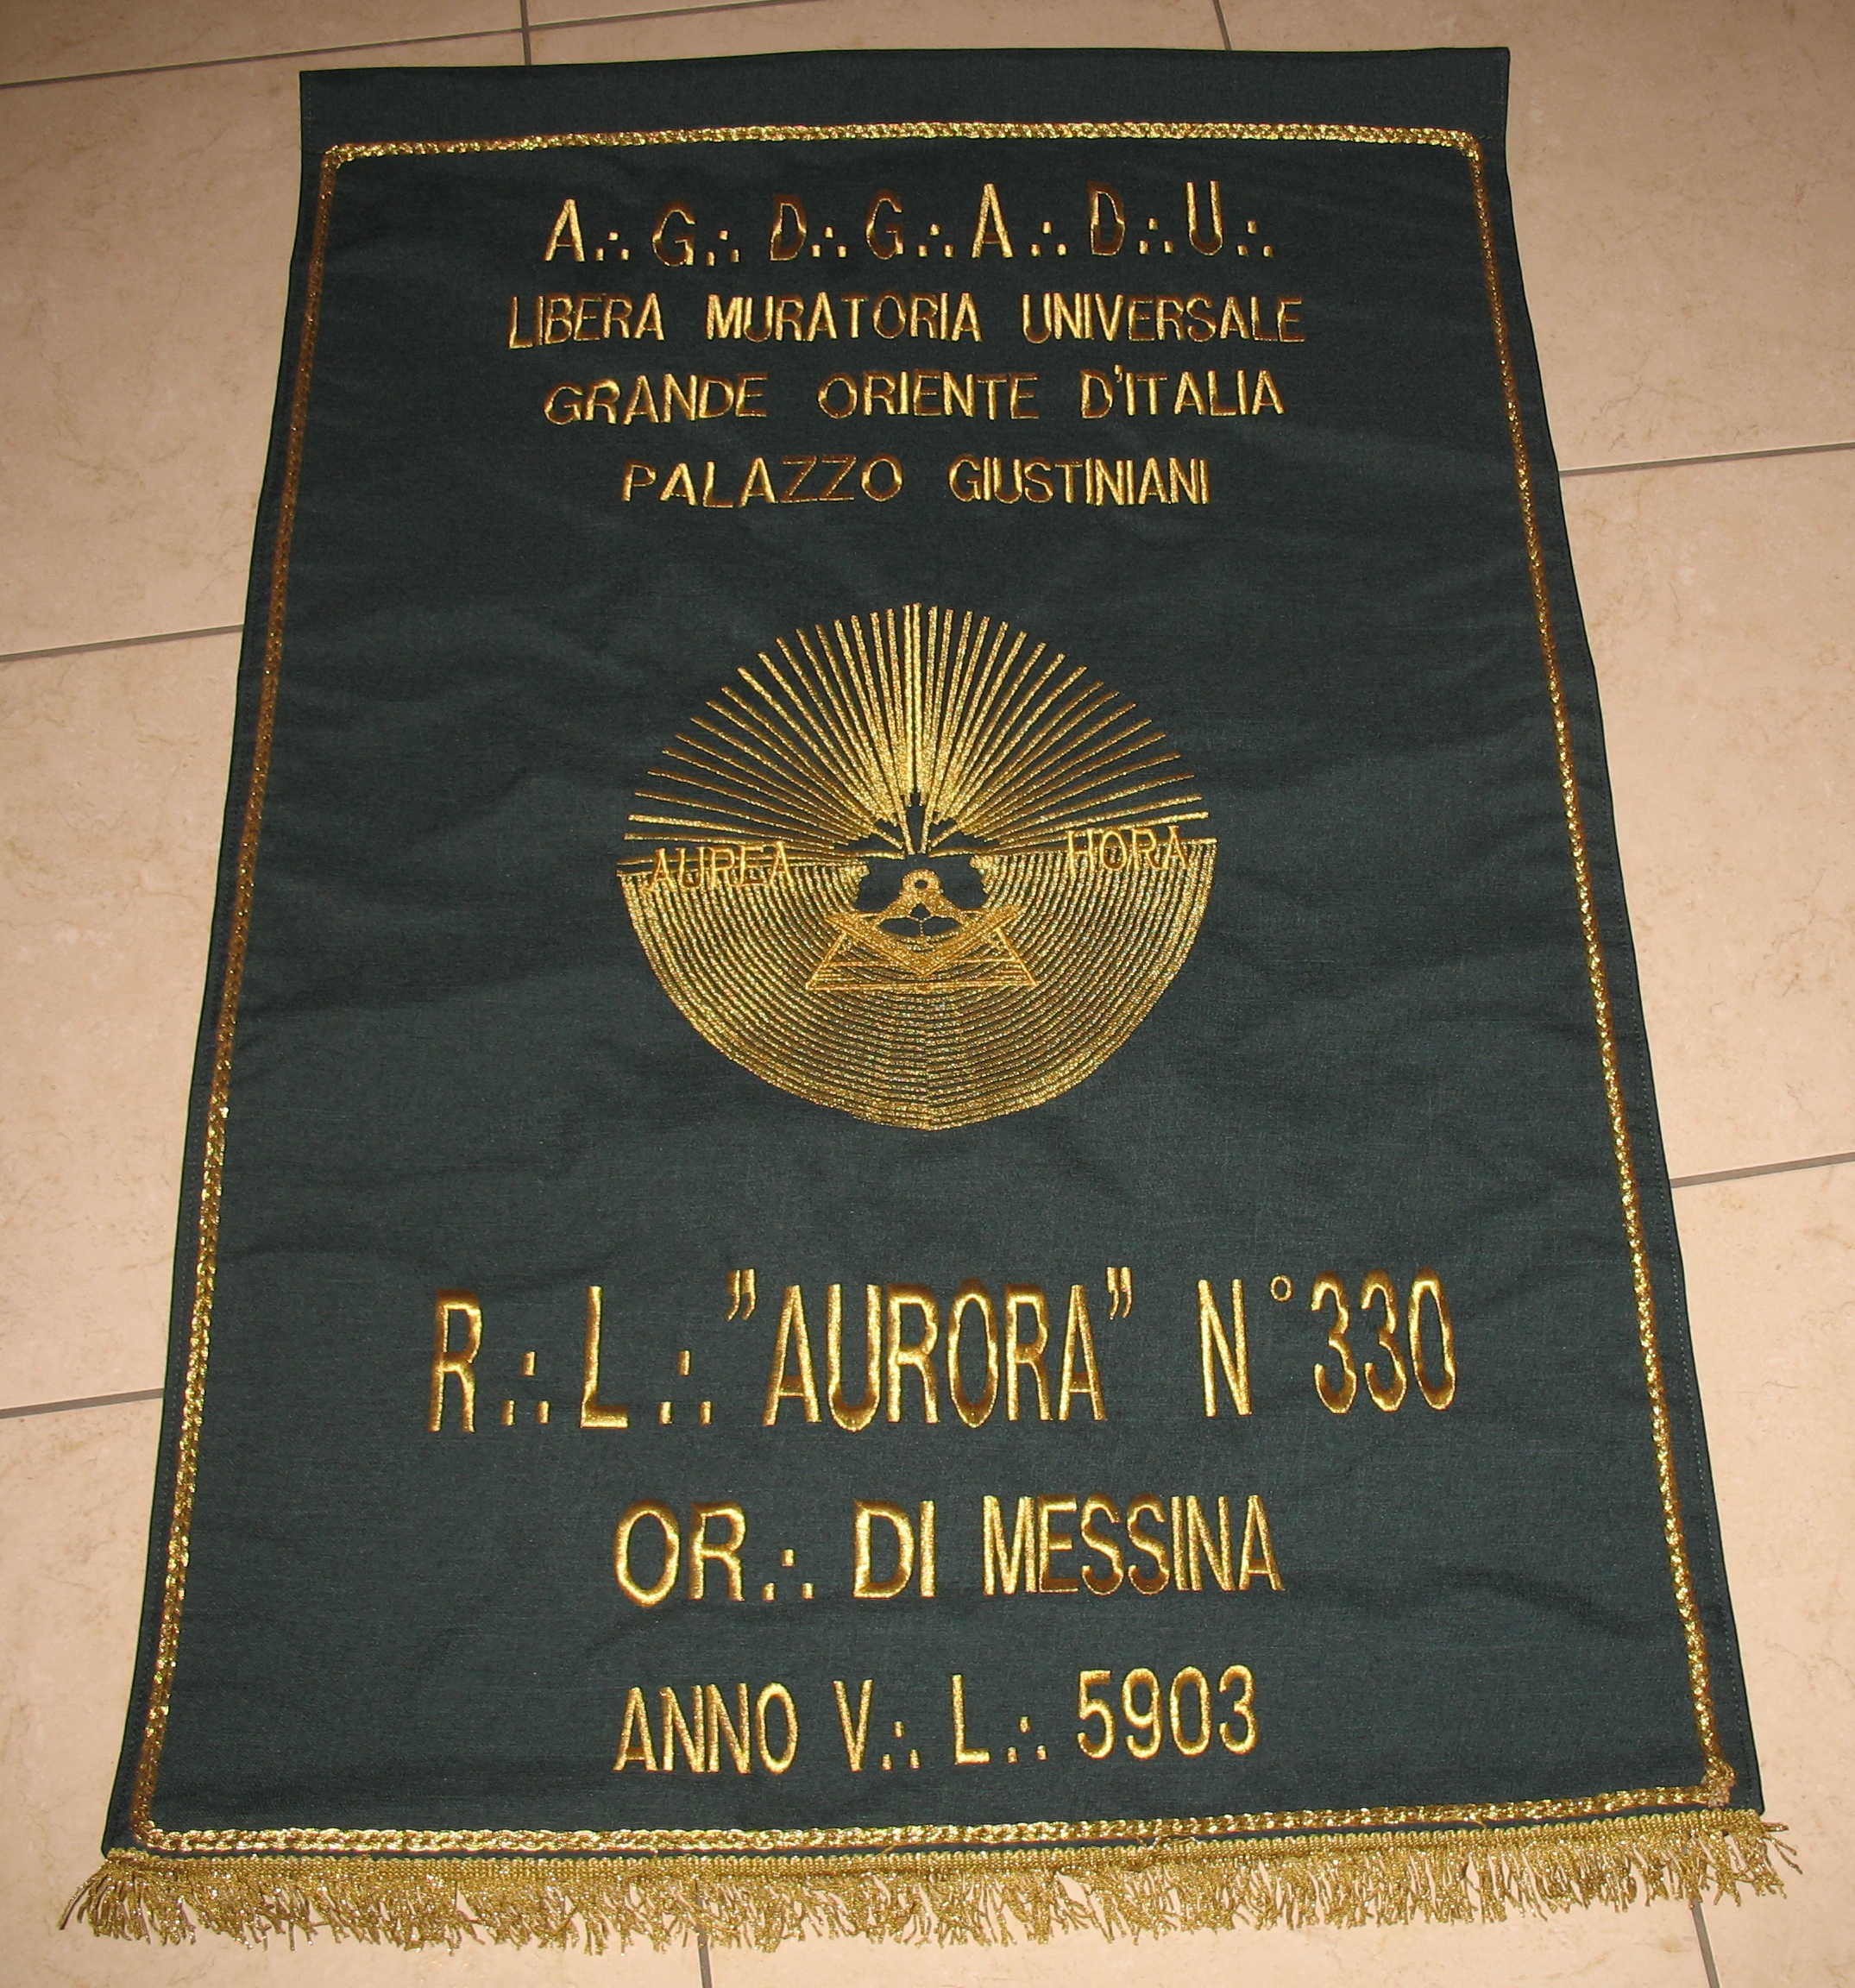 A∴ G∴ D∴ G∴ A∴ D∴ U∴
LIBERA MURATORIA UNIVERSALE
GRANDE ORIENTE D'ITALIA
PALAZZO GIUSTINIANI
AUREA HORA
R∴ L∴ "AURORA" N°330
OR∴ DI MESSINA
ANNO V∴ L∴ 5903